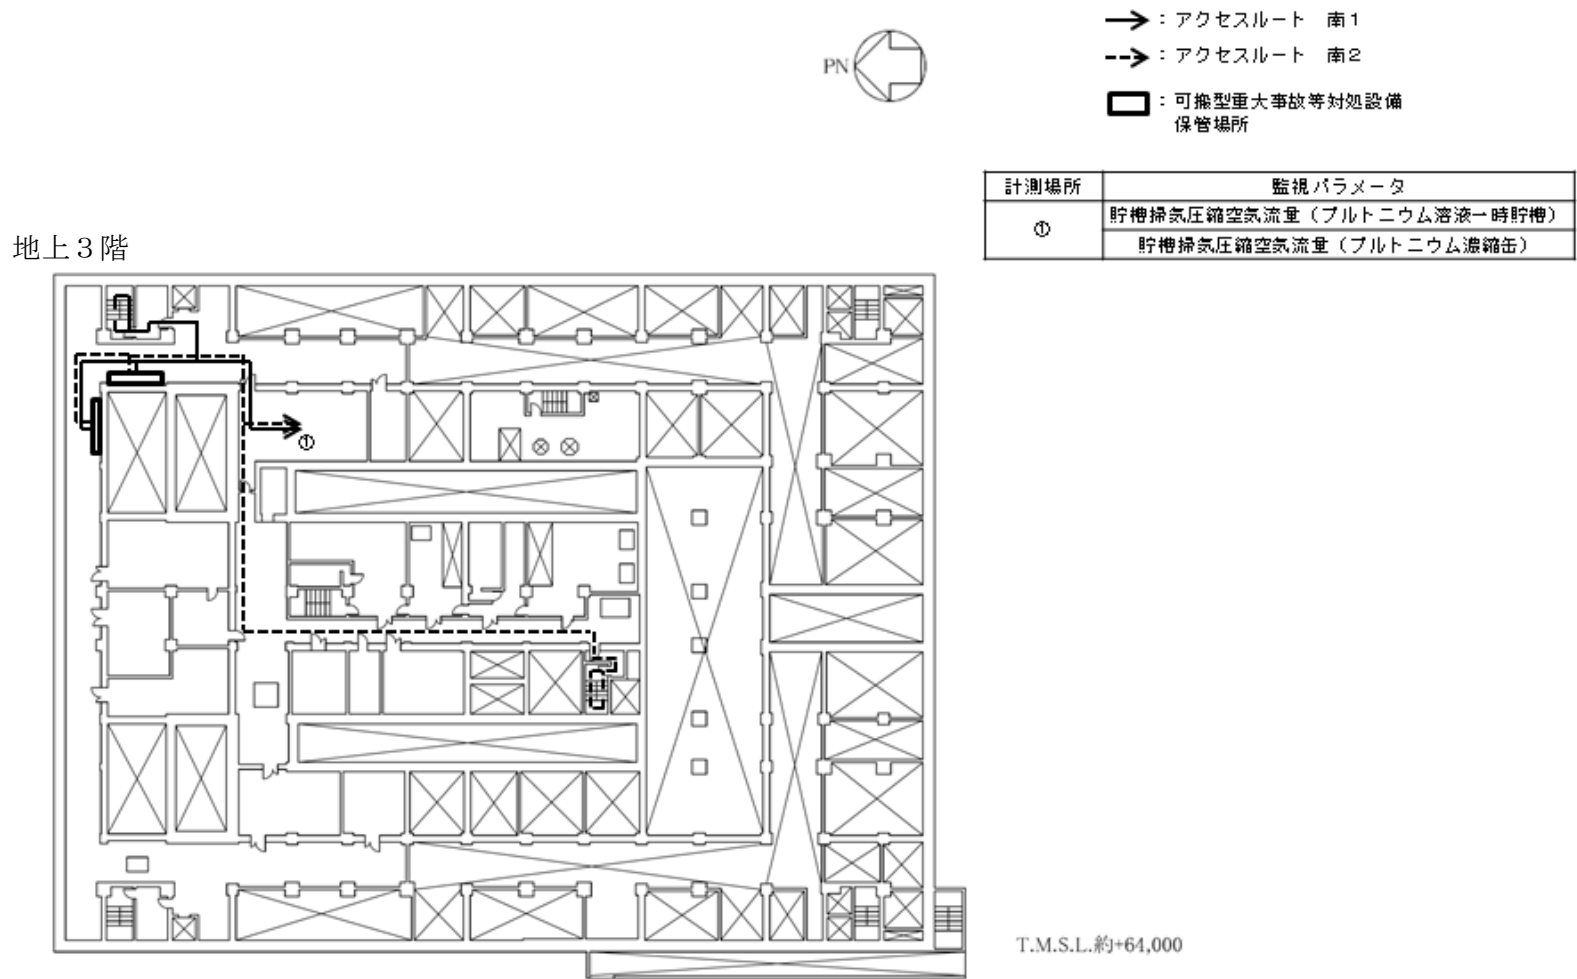 →：アクセスルート　南１
⇢：アクセスルート　南２
PN
：可搬型重大事故等対処設備
保管場所
計測場所　監視パラメータ
①　貯槽掃気圧縮空気流量（プルトニウム溶液一時貯槽）
貯槽掃気圧縮空気流量（プルトニウム濃縮缶）
地上３階
①
T.M.S.L.約+64,000